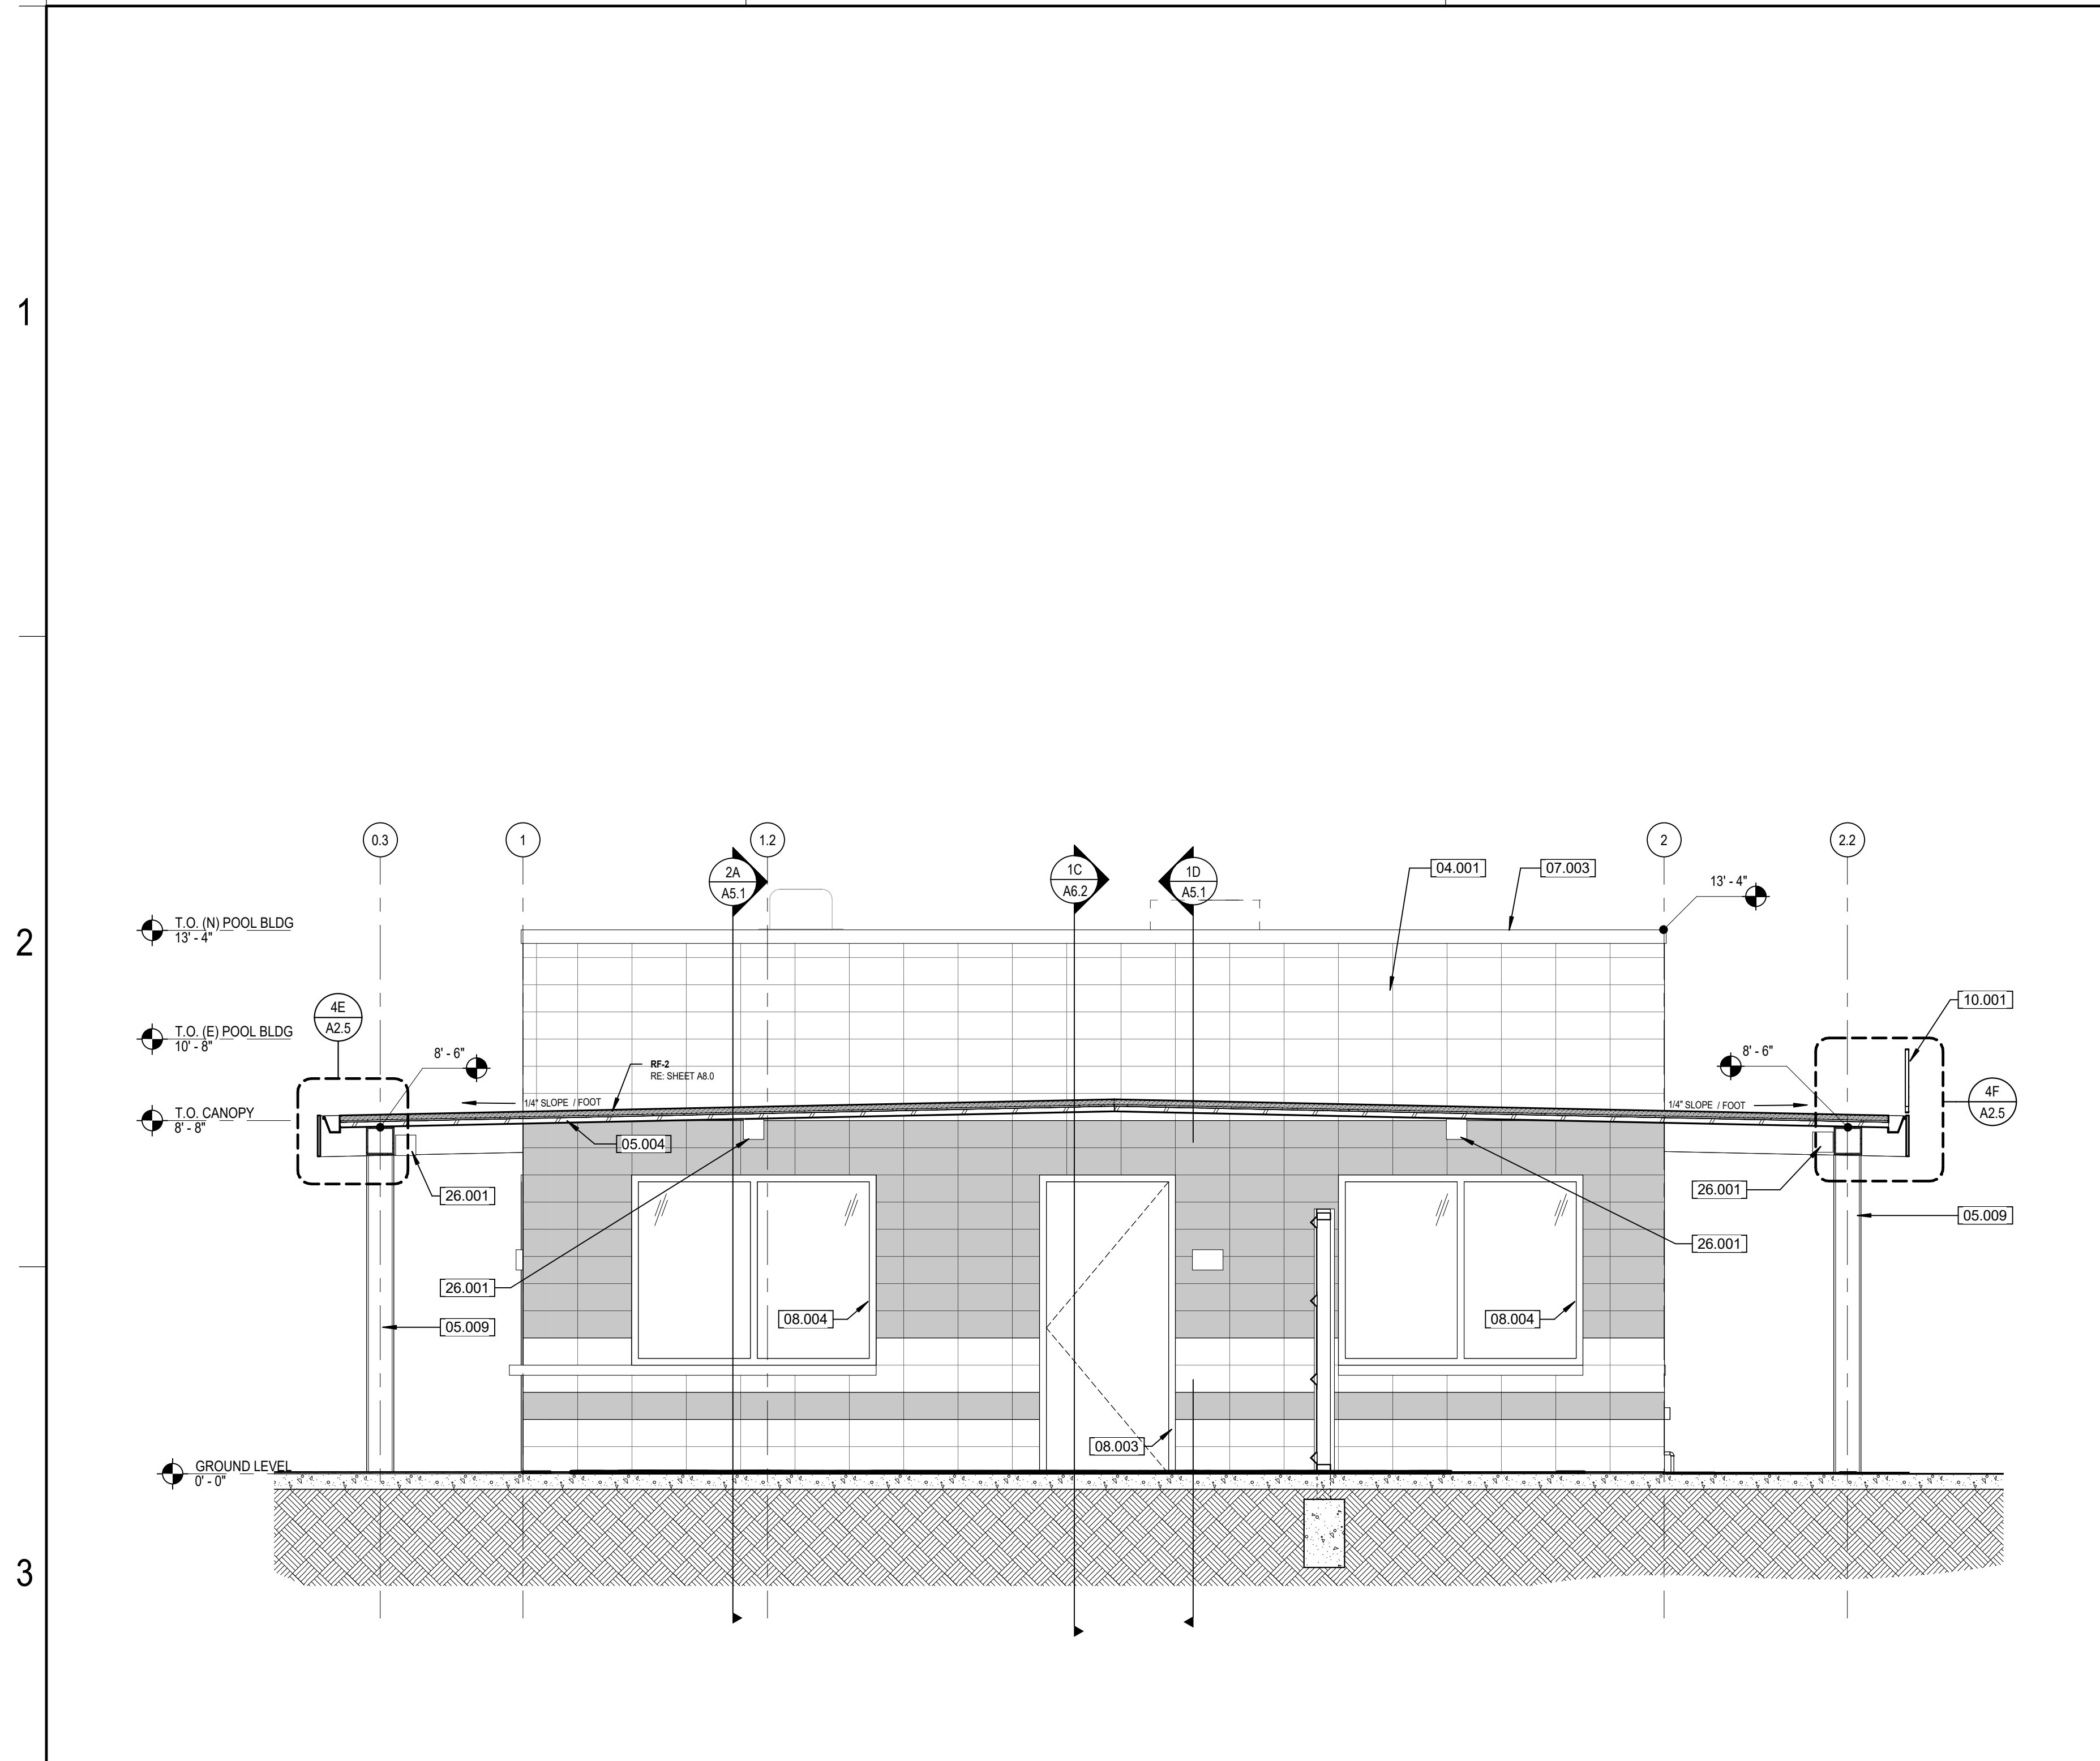 1
2
3
0.3
1
1.2
2
2.2
2A
A5.1
1C
A6.2
1D
A5.1
04.001
07.003
13' - 4"
T.O. (N) POOL BLDG
13' - 4"
10.001
4E
A2.5
T.O. (E) POOL BLDG
10' - 8"
8' - 6"
RF-2
RE: SHEET A8.0
8' - 6"
4F
A2.5
1/4" SLOPE / FOOT
1/4" SLOPE / FOOT
T.O. CANOPY
8' - 8"
05.004
26.001
26.001
05.009
26.001
26.001
08.004
08.004
05.009
08.003
GROUND LEVEL
0' - 0"